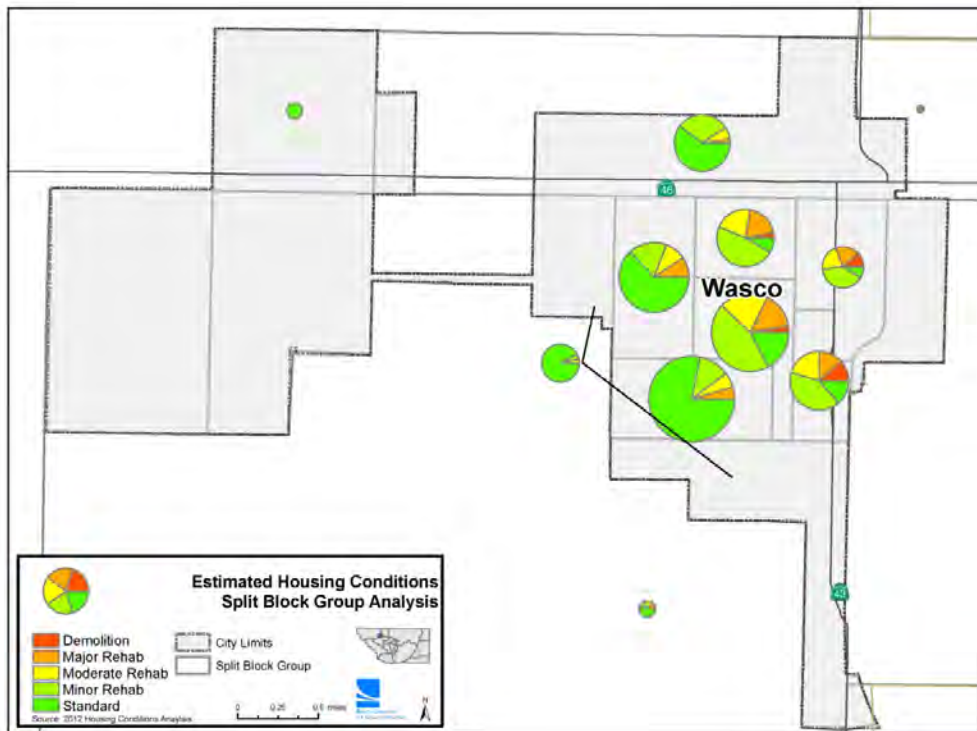 46
Wasco
43
Estimated Housing Conditions
Split Block Group Analysis
Demolition
Major Rehab
Moderate Rehab
Minor Rehab
Standard
City Limits
Split Block Group
0 0.25 0.5 miles
N
Source: 2012 Housing Conditions Analysis